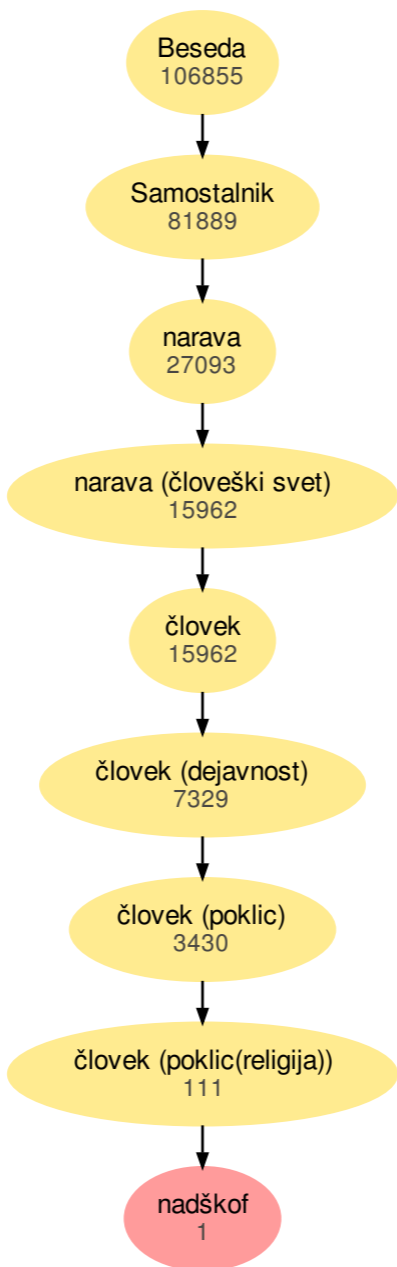 Beseda
106855
Samostalnik
81889
narava
27093
narava (človeški svet)
15962
človek
15962
človek (dejavnost)
7329
človek (poklic)
3430
človek (poklic(religija))
111
nadškof
1